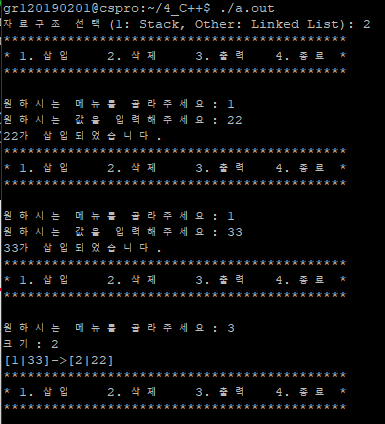 gr120190201@cspro:~/4_C++$ ./a.out
자료구조 선택 (1: Stack, Other: Linked List): 2
*******************************************
* 1. 삽입     2. 삭제     3. 출력    4. 종료  *
*******************************************
원하시는 메뉴를 골라주세요: 1
원하시는 값을 입력해주세요: 22
22가 삽입되었습니다.
*******************************************
* 1. 삽입     2. 삭제     3. 출력    4. 종료  *
*******************************************
원하시는 메뉴를 골라주세요: 1
원하시는 값을 입력해주세요: 33
33가 삽입되었습니다.
*******************************************
* 1. 삽입     2. 삭제     3. 출력    4. 종료  *
*******************************************
원하시는 메뉴를 골라주세요: 3
크기: 2
[1|33]->[2|22]
*******************************************
* 1. 삽입     2. 삭제     3. 출력    4. 종료  *
*******************************************